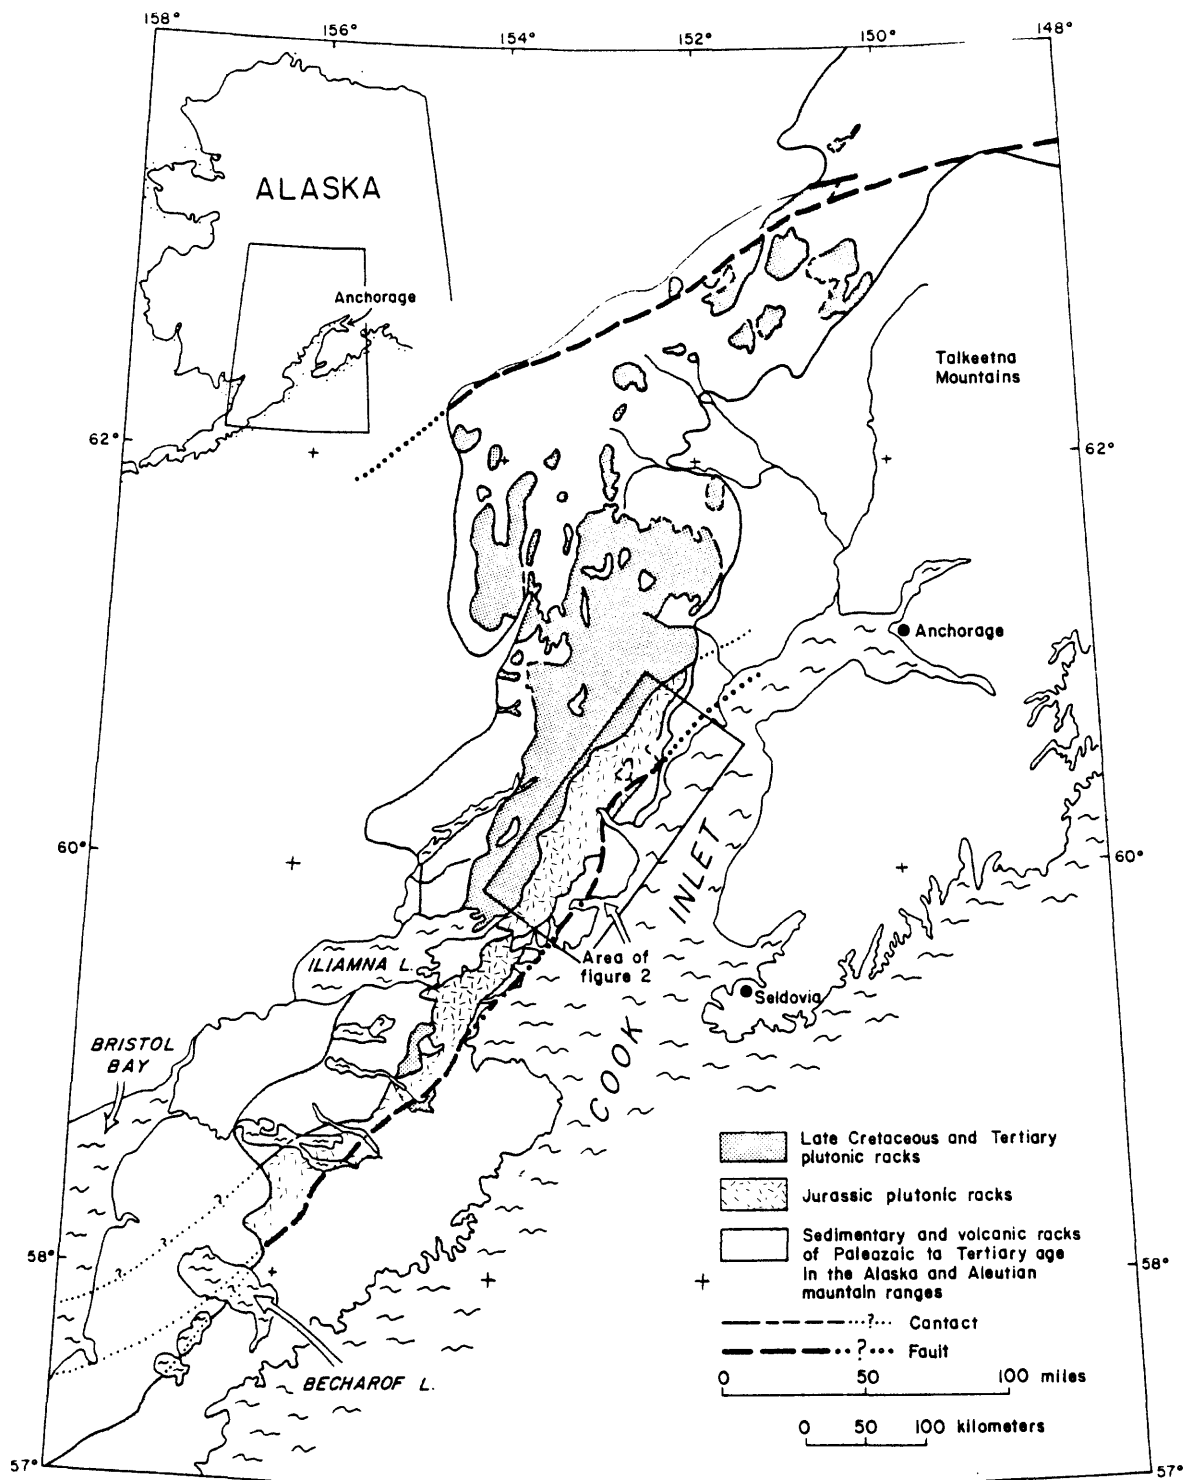 158°
156°
154°
152°
150°
148°
ALASKA
Anchorage
Talkeetna
Mountains
62°
62°
Anchorage
60°
60°
COOK INLET
Area of
figure 2
ILIAMNA L.
Seldovia
BRISTOL
BAY
Late Cretaceous and Tertiary
plutonic racks
Jurassic plutonic racks
Sedimentary and volcanic racks
of Paleazaic ta Tertiary age
in the Alaska and Aleutian
mauntain ranges
?
?
58°
58°
?
Cantact
?
Fault
BECHAROF L.
0 50 100 miles
0 50 100 kilameters
57°
57°